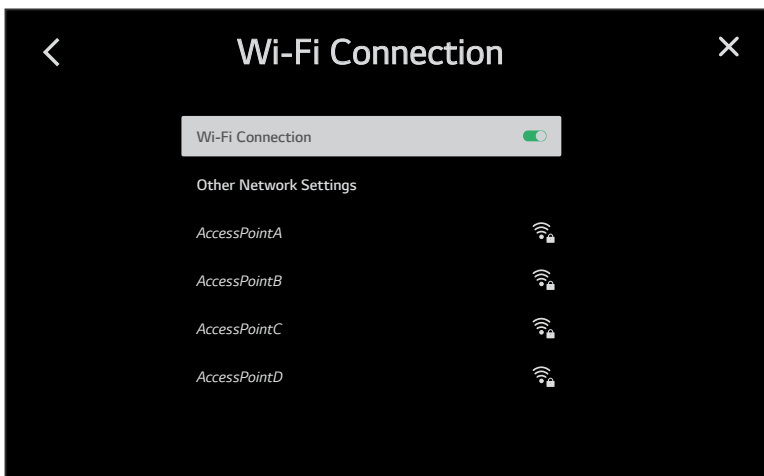 Wi-Fi Connection
Wi-Fi Connection
Other Network Settings
AccessPointA
AccessPointB
AccessPointC
AccessPointD